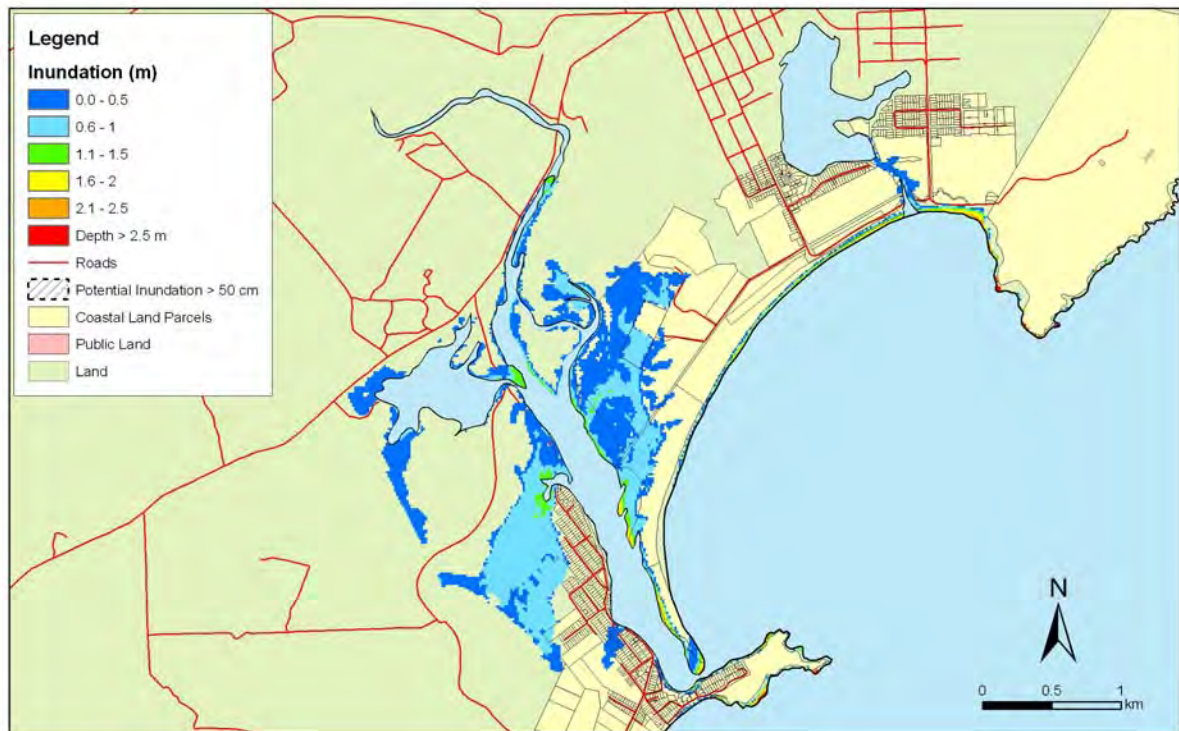 Legend
Inundation (m)
0.0 - 0.5
0.6 - 1
1.1 - 1.5
1.6 - 2
2.1 - 2.5
Depth > 2.5 m
Roads
Potential Inundation > 50 cm
Coastal Land Parcels
Public Land
Land
N
0 0.5 1
km